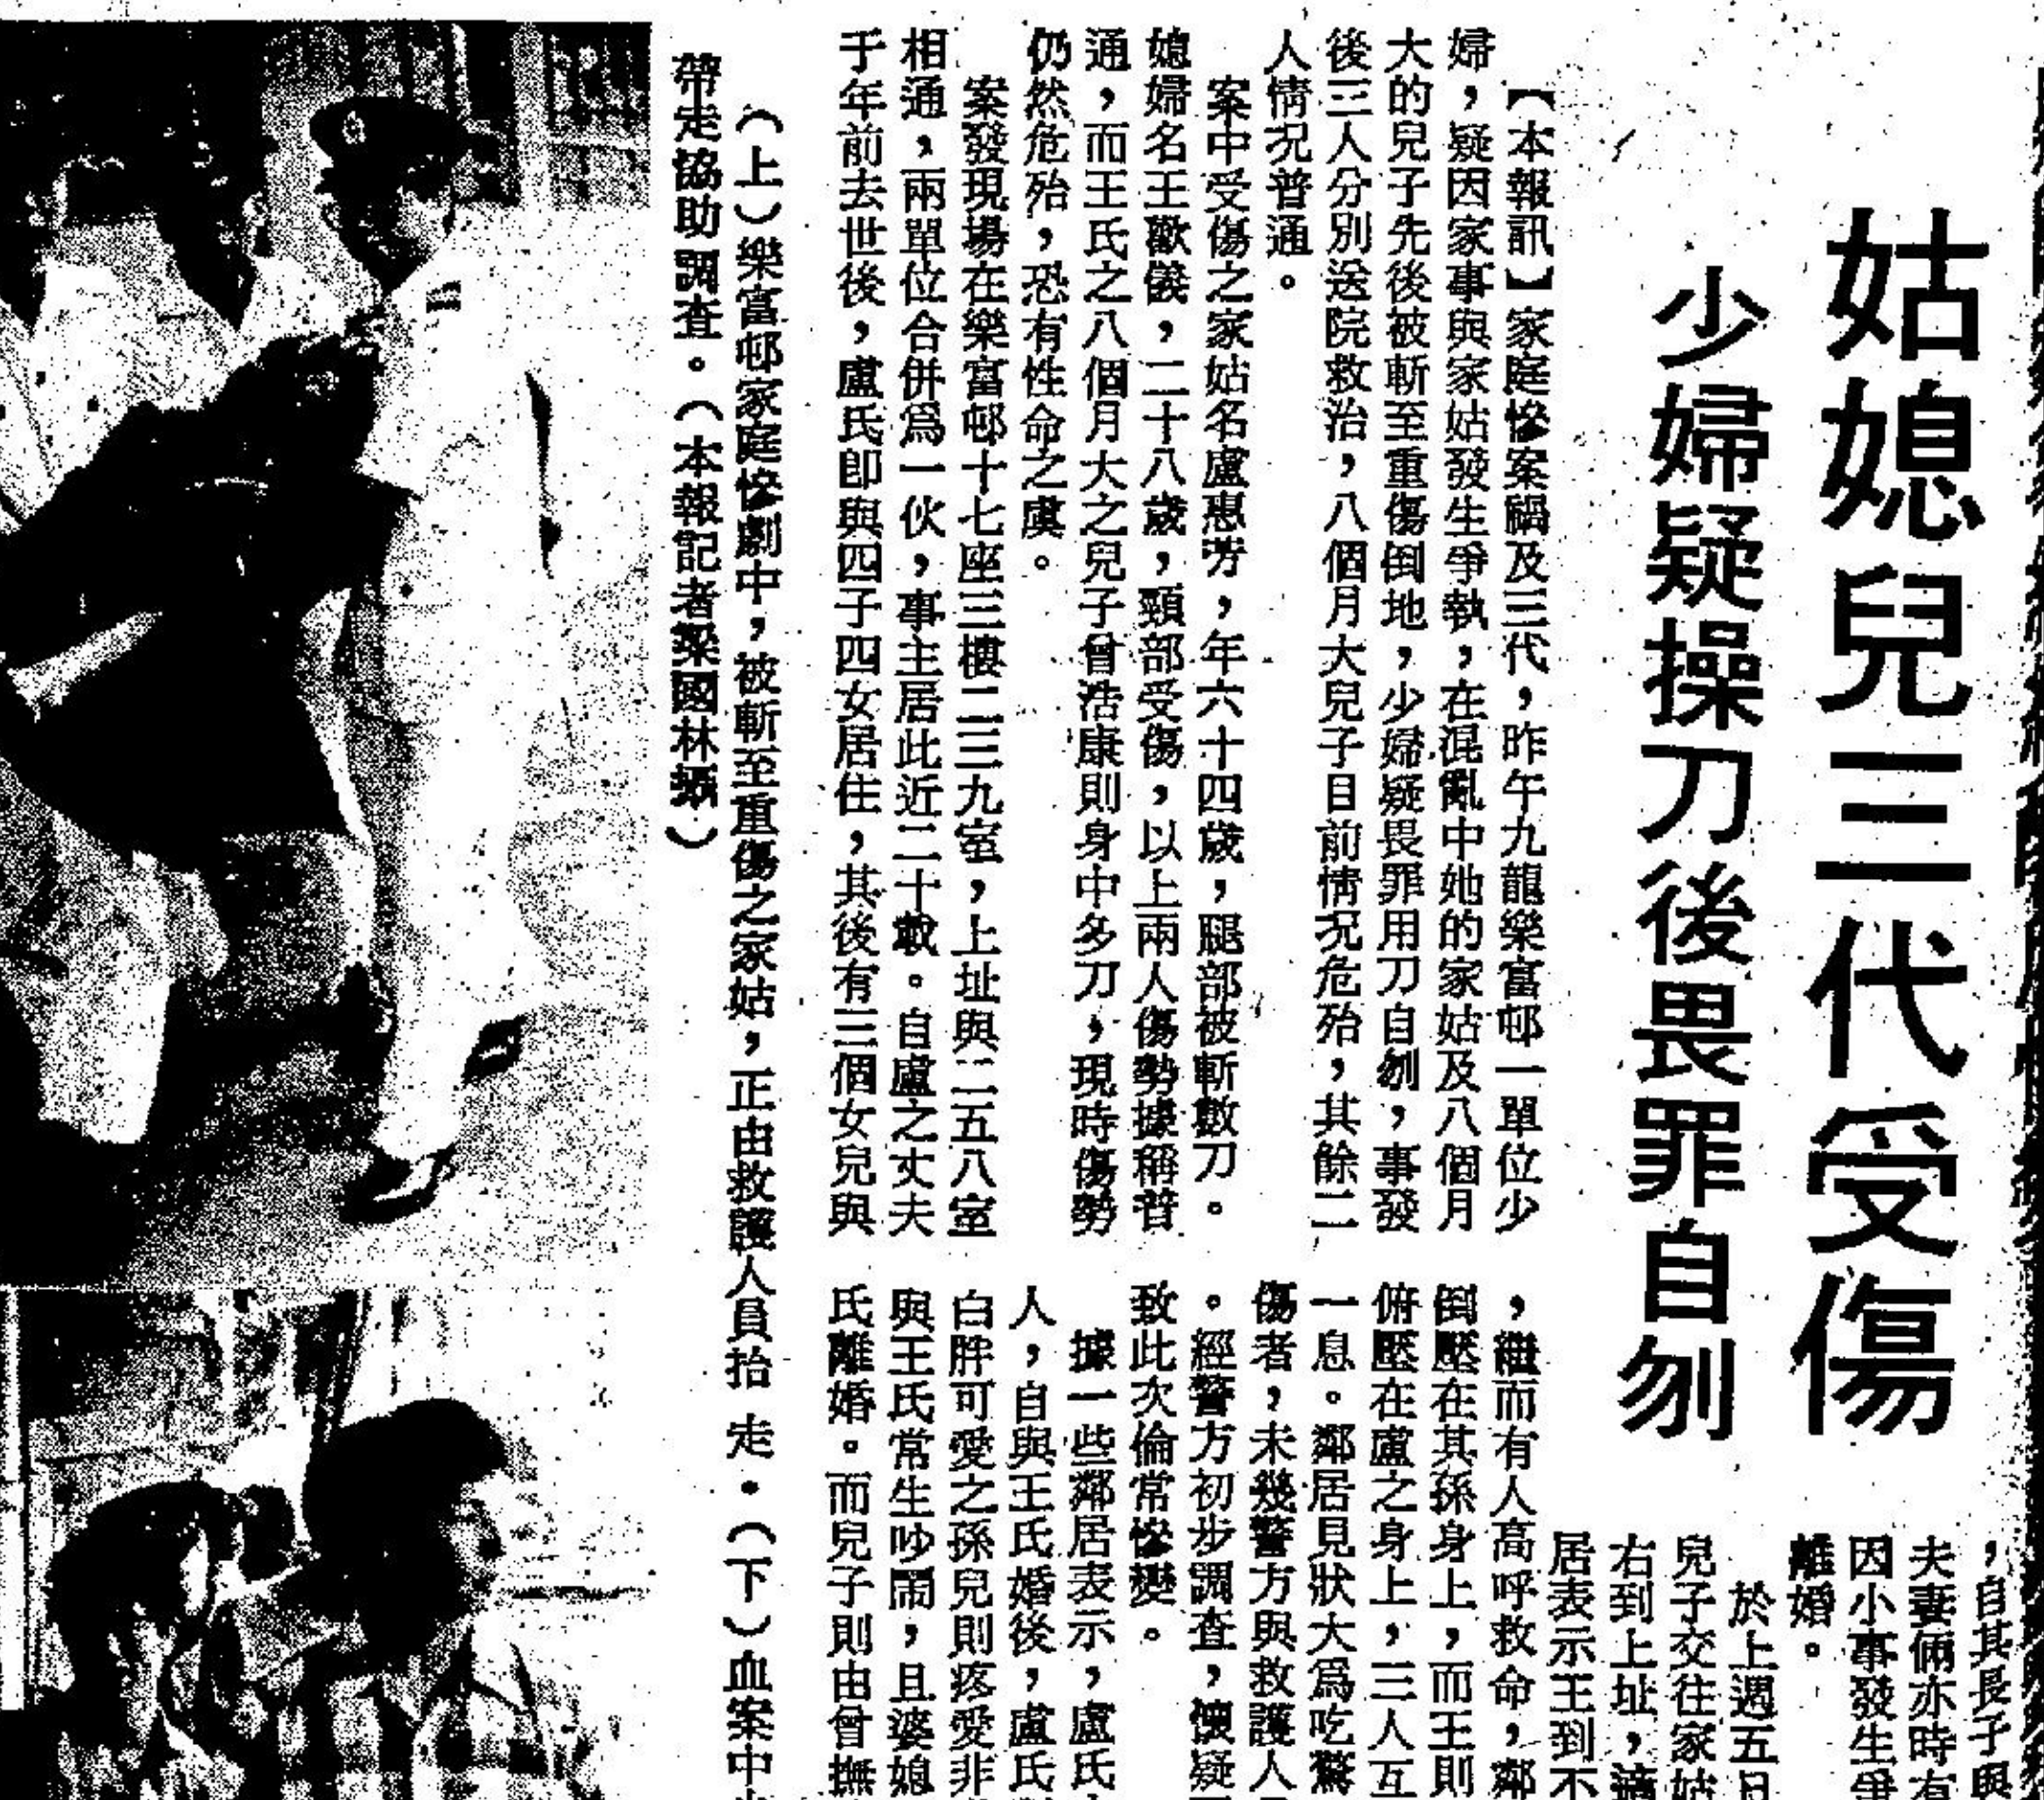 姑媳兒三代受傷
少婦疑操刀後畏罪自刎
【本報訊】家庭慘案禍及三代，昨午九龍樂富邨一單位少
婦，疑因家事與家姑發生爭執，在混亂中她的家姑及八個月
大的兒子先後被斬至重傷倒地，少婦疑畏罪用刀自刎，事發
後三人分別送院救治，八個月大兒子目前情況危殆，其餘二
人情況普通。
案中受傷之家姑名盧惠芳，年六十四歲，腿部被斬數刀。
媳婦名王歡儀，二十八歲，頸部受傷，以上兩人傷勢據稱普
通，而王氏之八個月大之兒子曾浩康則身中多刀，現時傷勢
仍然危殆，恐有性命之虞。
案發現場在樂富邨十七座三樓二三九室，上址與二五八室
相通，兩單位合併爲一伙，事主居此近二十載。自盧之丈夫
于年前去世後，盧氏卽與四子四女居住，其後有三個女兒與
，自其長子與
夫妻倆亦時有
因小事發生爭
離婚。
於上週五日
兒子交往家姑
右到上址，
居表示王到不
，繼而有人高呼救命，鄰
倒壓在其孫身上，而王則
俯壓在盧之身上，三人互
一息。鄰居見狀大爲吃驚
傷者，未幾警方與救護人
。經警方初步調查，懷疑
致此次倫常慘變。
據一些鄰居表示，盧氏
人，自與王氏婚後，盧氏
白胖可愛之孫兒則疼愛非
與王氏常生吵鬧，且婆媳
氏離婚。而兒子則由曾撫
（上）樂富邨家庭慘劇中，被斬至重傷之家姑，正由救護人員抬走。（下）血案中
帶走協助調查。（本報記者梁國林攝）